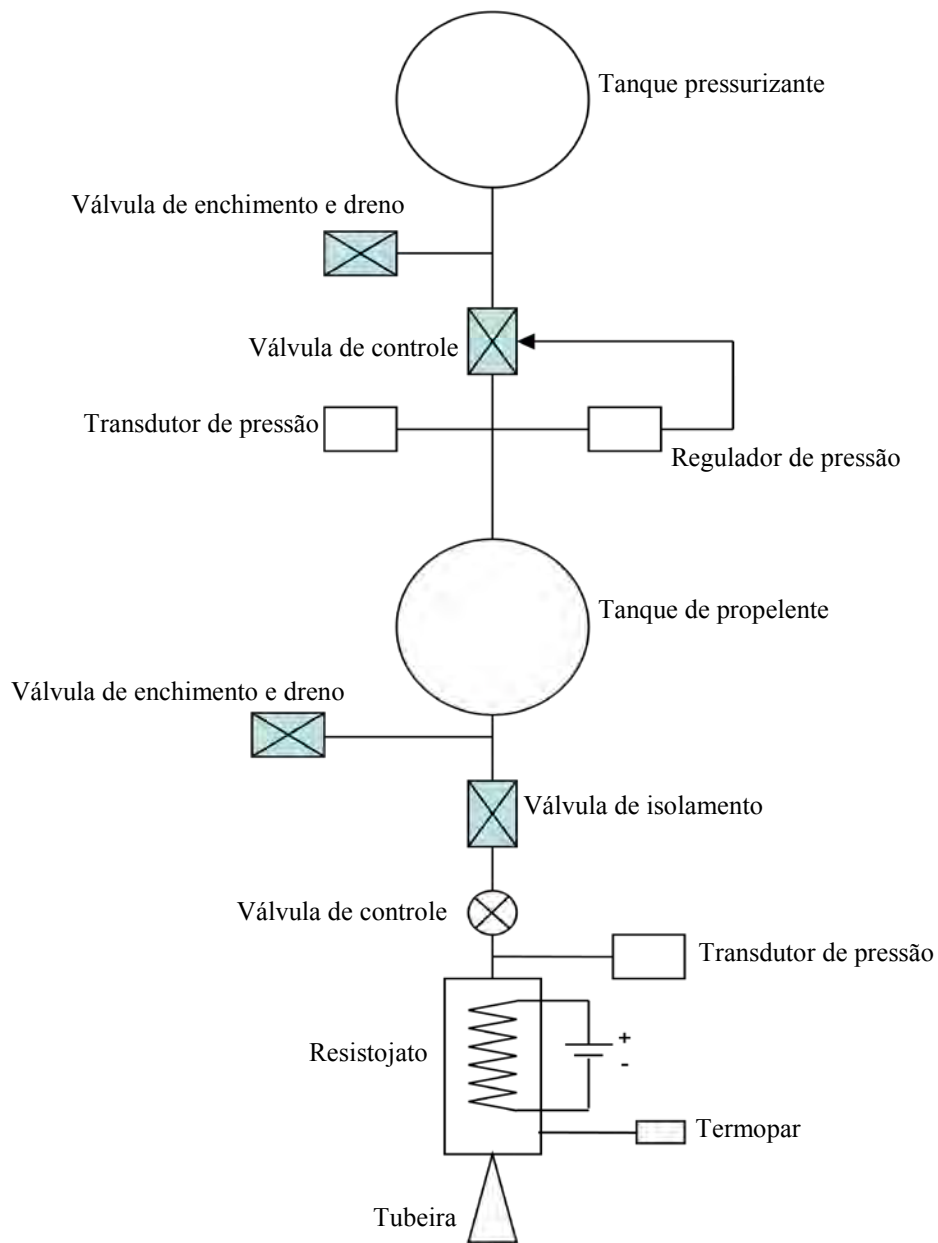 Tanque pressurizante
Válvula de enchimento e dreno
Válvula de controle
Transdutor de pressão
Regulador de pressão
Tanque de propelente
Válvula de enchimento e dreno
Válvula de isolamento
Válvula de controle
Transdutor de pressão
Resistojato
+
-
Termopar
Tubeira